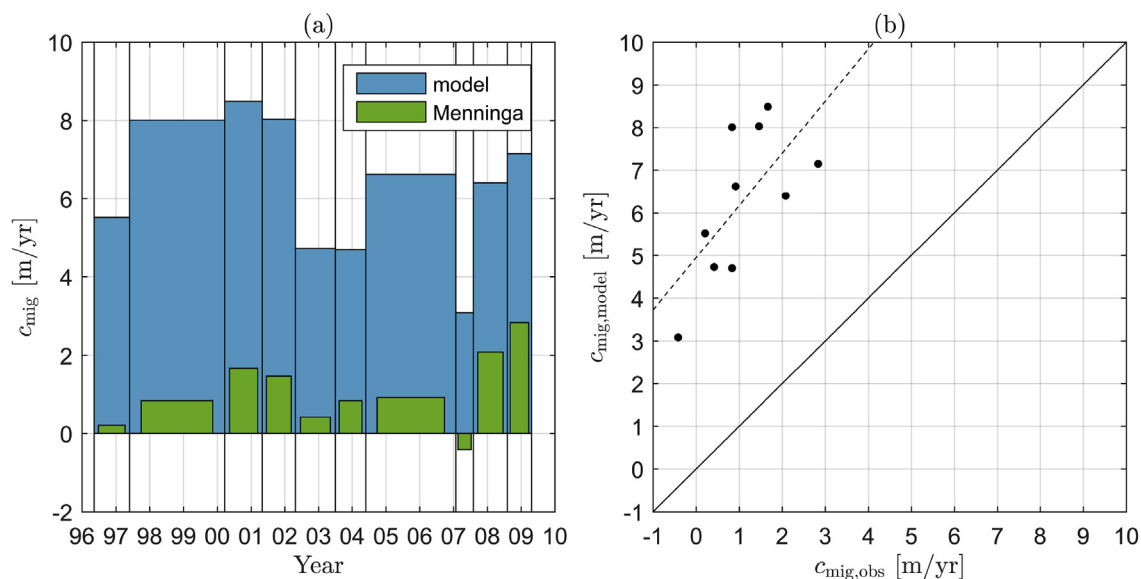 (a)
10
8
6
4
2
0
-2
c_mig [m/yr]
model
Menninga
96 97 98 99 00 01 02 03 04 05 06 07 08 09 10
Year
(b)
10
9
8
7
6
5
4
3
2
1
0
-1
c_mig,model [m/yr]
-1 0 1 2 3 4 5 6 7 8 9 10
c_mig,obs [m/yr]